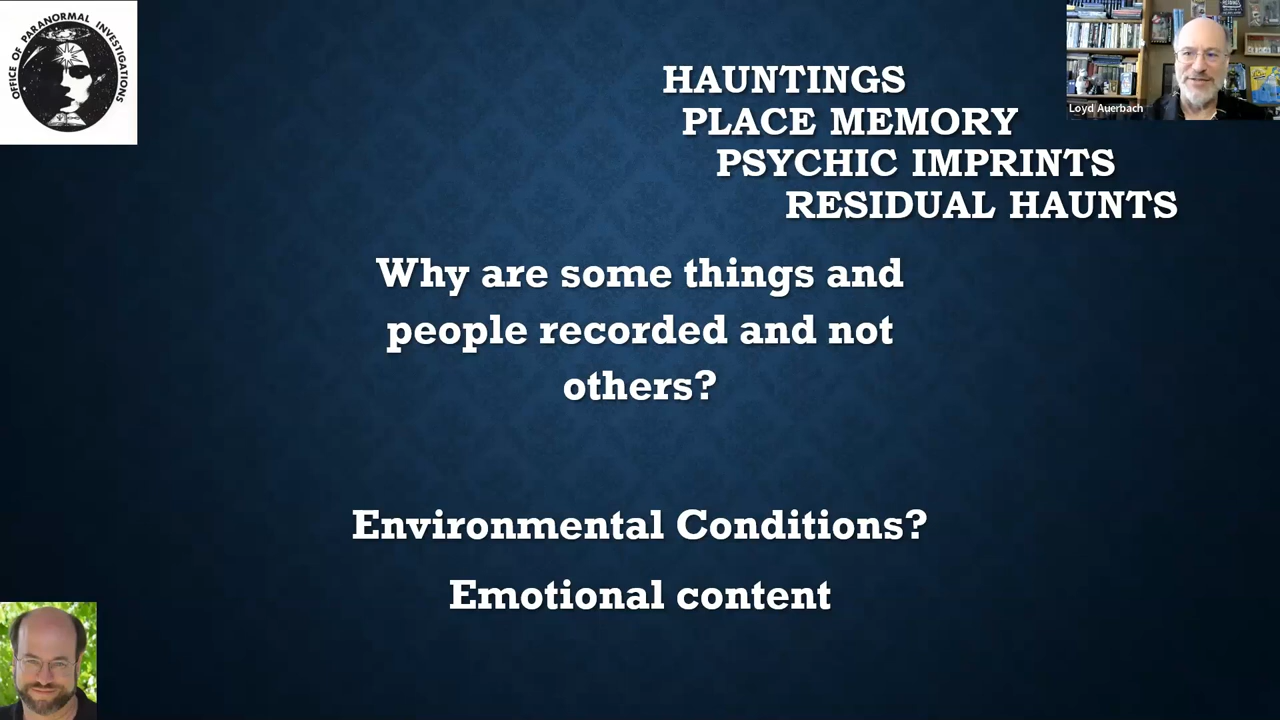 OFFICE OF PARANORMAL INVESTIGATIONS
HAUNTINGS
PLACE MEMORY
PSYCHIC IMPRINTS
RESIDUAL HAUNTS
Loyd Auerbach
Why are some things and
people recorded and not
others?
Environmental Conditions?
Emotional content